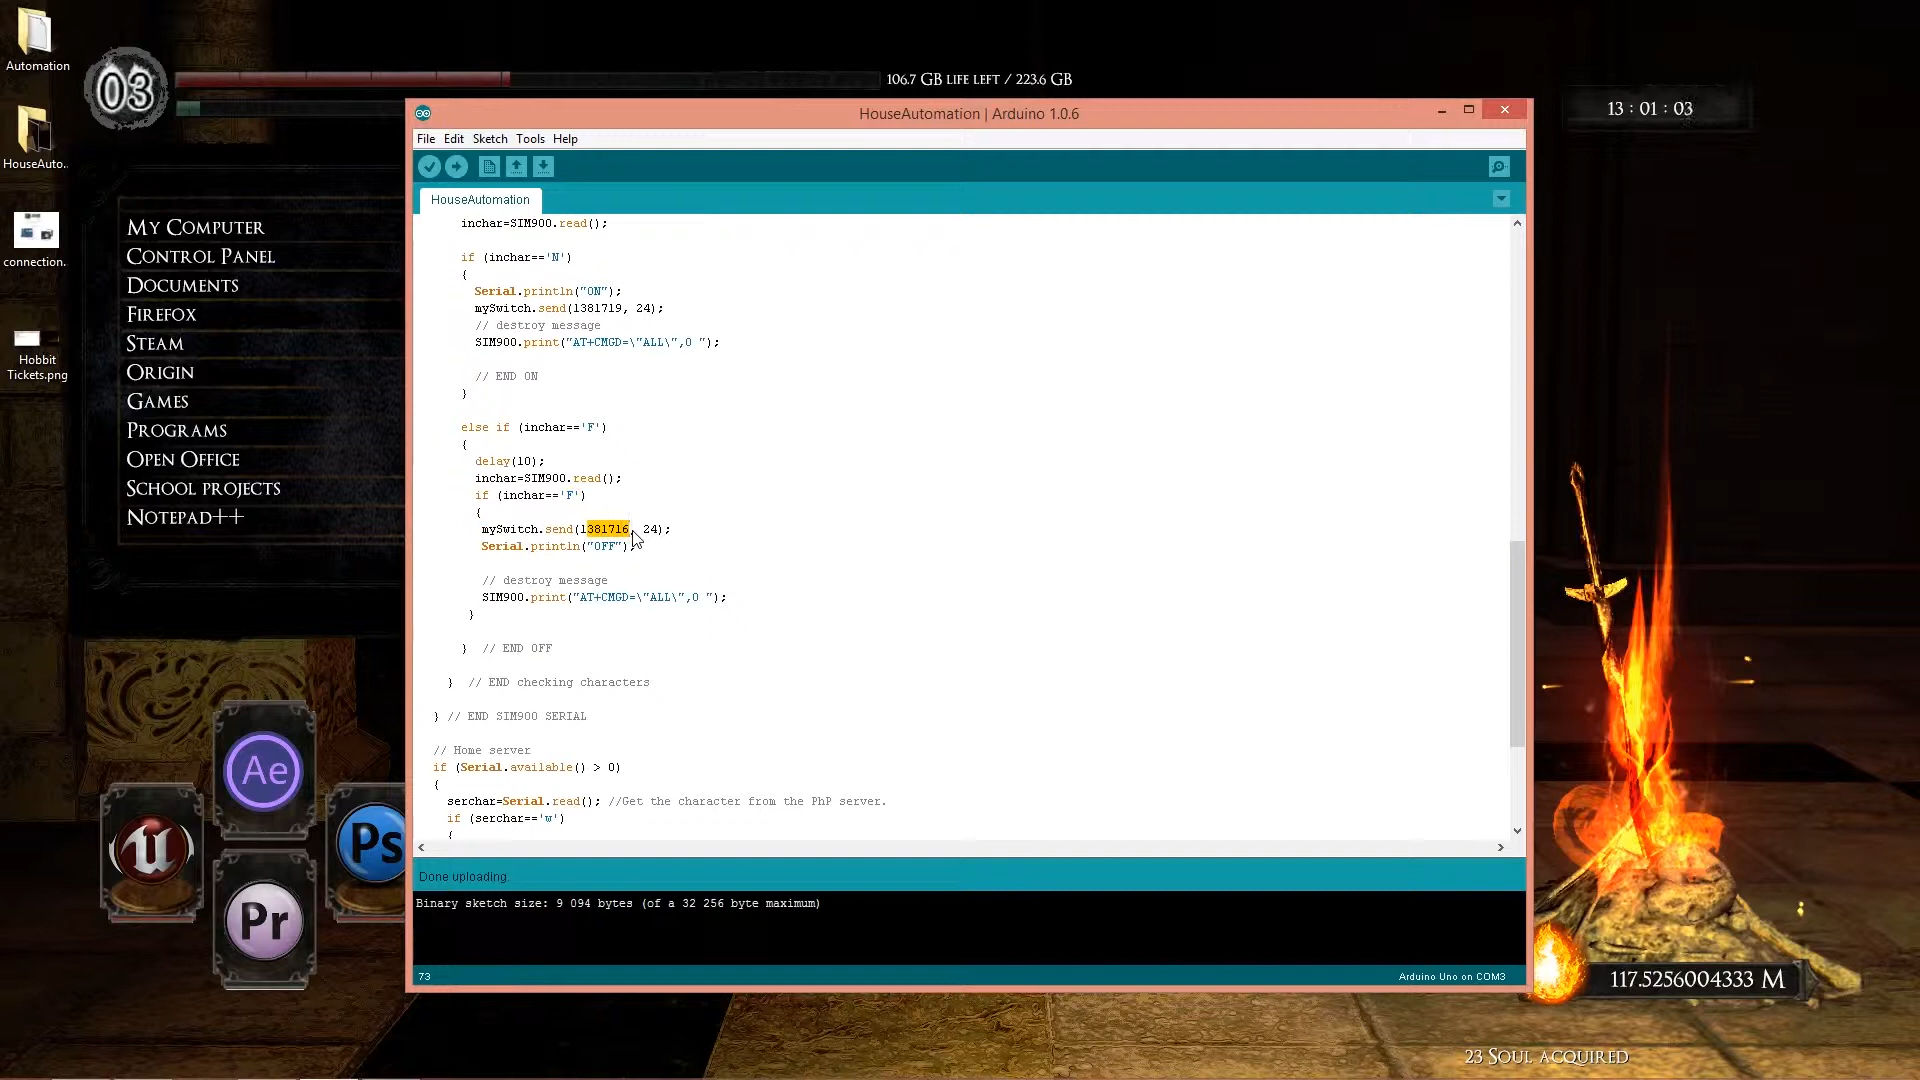 Automation
HouseAuto..
connection.
Hobbit
Tickets.png
03
106.7 GB LIFE LEFT / 223.6 GB
13 : 01 : 03
MY COMPUTER
CONTROL PANEL
DOCUMENTS
FIREFOX
STEAM
ORIGIN
GAMES
PROGRAMS
OPEN OFFICE
SCHOOL PROJECTS
NOTEPAD++
Ae
Ps
Pr
HouseAutomation | Arduino 1.0.6
File Edit Sketch Tools Help
HouseAutomation
inchar=SIM900.read();
if (inchar=='N')
{
Serial.println("ON");
mySwitch.send(1381719, 24);
// destroy message
SIM900.print("AT+CMGD=\"ALL\",0 ");
// END ON
}
else if (inchar=='F')
{
delay(10);
inchar=SIM900.read();
if (inchar=='F')
{
mySwitch.send(1381716, 24);
Serial.println("OFF");
// destroy message
SIM900.print("AT+CMGD=\"ALL\",0 ");
}
} // END OFF
} // END checking characters
} // END SIM900 SERIAL
// Home server
if (Serial.available() > 0)
{
serchar=Serial.read(); //Get the character from the PhP server.
if (serchar=='w')
{
Done uploading.
Binary sketch size: 9 094 bytes (of a 32 256 byte maximum)
73
Arduino Uno on COM3
117.5256004333 M
23 SOUL ACQUIRED